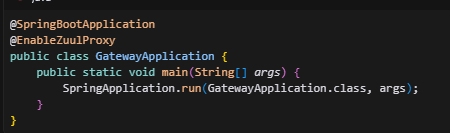 @SpringBootApplication
@EnableZuulProxy
public class GatewayApplication {
    public static void main(String[] args) {
        SpringApplication.run(GatewayApplication.class, args);
    }
}